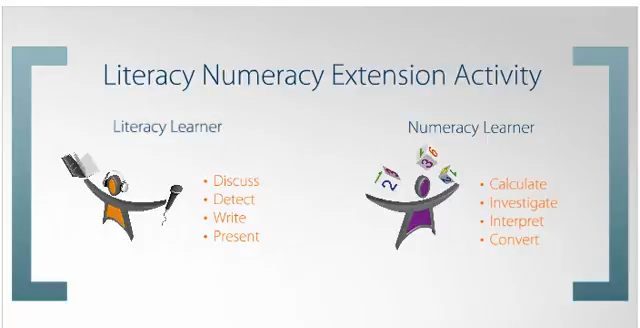 Literacy Numeracy Extension Activity
Literacy Learner
• Discuss
• Detect
• Write
• Present
Numeracy Learner
• Calculate
• Investigate
• Interpret
• Convert